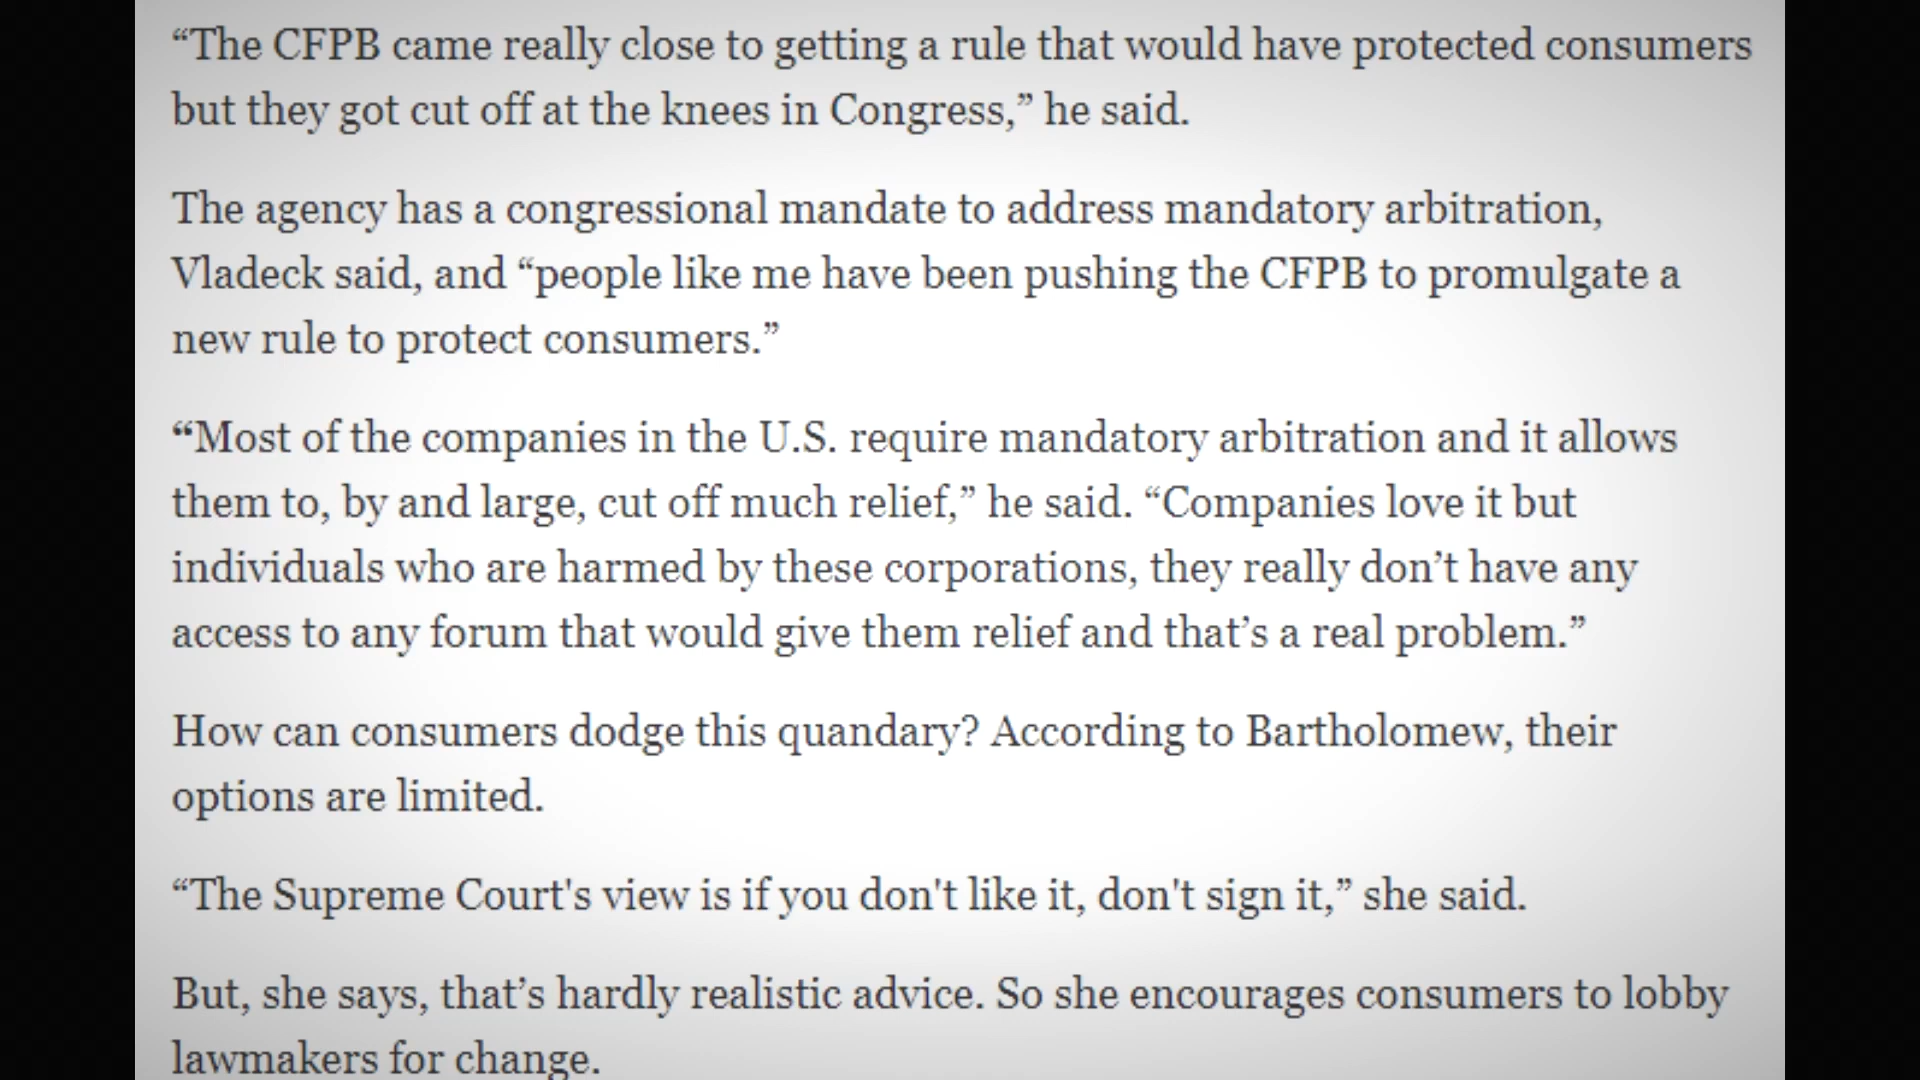 “The CFPB came really close to getting a rule that would have protected consumers
but they got cut off at the knees in Congress,” he said.
The agency has a congressional mandate to address mandatory arbitration,
Vladeck said, and “people like me have been pushing the CFPB to promulgate a
new rule to protect consumers.”
“Most of the companies in the U.S. require mandatory arbitration and it allows
them to, by and large, cut off much relief,” he said. “Companies love it but
individuals who are harmed by these corporations, they really don’t have any
access to any forum that would give them relief and that’s a real problem.”
How can consumers dodge this quandary? According to Bartholomew, their
options are limited.
“The Supreme Court's view is if you don't like it, don't sign it,” she said.
But, she says, that’s hardly realistic advice. So she encourages consumers to lobby
lawmakers for change.